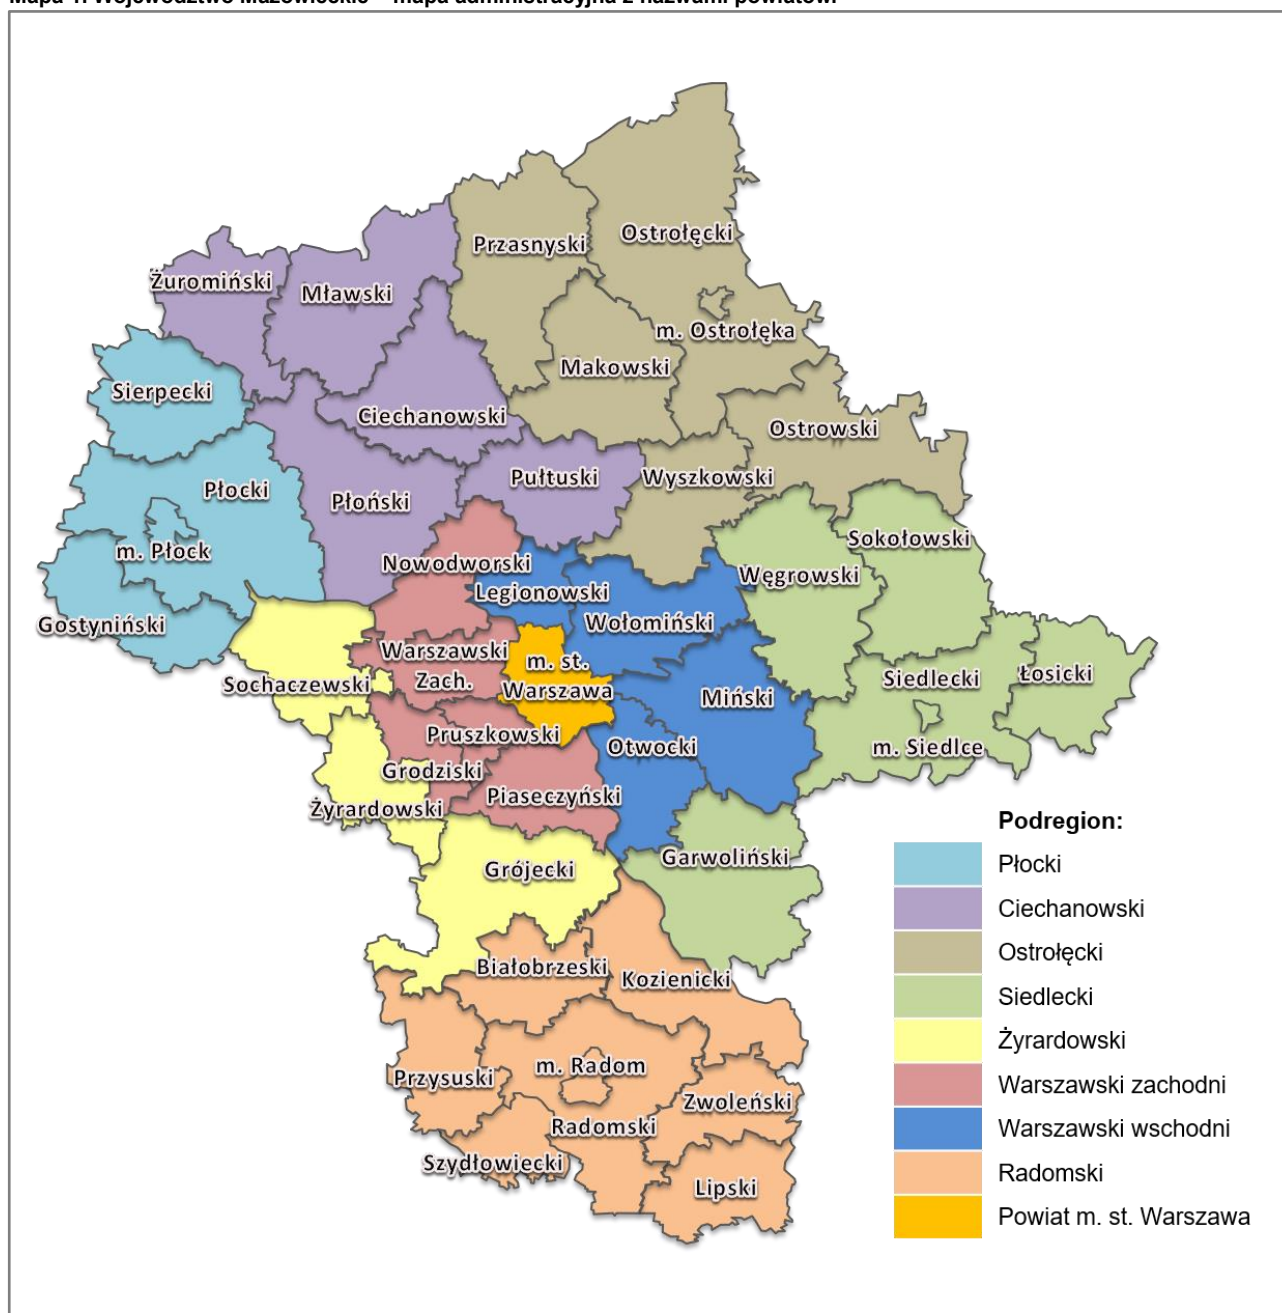 Mapa 1. Województwo Mazowieckie – mapa administracyjna z nazwami powiatów.
Ostrołęcki
Przasnyski
Żuromiński
Mławski
m. Ostrołęka
Makowski
Sierpecki
Ciechanowski
Ostrowski
Pułtuski
Wyszkowski
Płocki
Płoński
Sokołowski
m. Płock
Nowodworski
Węgrowski
Legionowski
Wołomiński
Gostyniński
Warszawski
Zach.
m. st.
Warszawa
Sochaczewski
Siedlecki
Łosicki
Miński
Pruszkowski
Otwocki
m. Siedlce
Grodziski
Piaseczyński
Żyrardowski
Garwoliński
Grójecki
Białobrzeski
Kozienicki
m. Radom
Przysuski
Zwoleński
Radomski
Szydłowiecki
Lipski
Podregion:
Płocki
Ciechanowski
Ostrołęcki
Siedlecki
Żyrardowski
Warszawski zachodni
Warszawski wschodni
Radomski
Powiat m. st. Warszawa